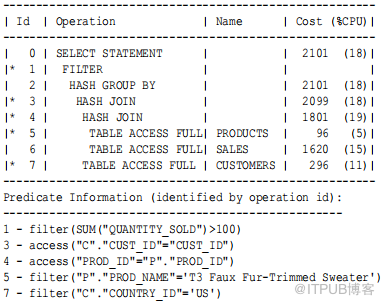 ---------------------------------------------------------------
| Id | Operation | Name | Cost (%CPU)|
---------------------------------------------------------------
| 0 | SELECT STATEMENT | | 2101 (18)|
|* 1 | FILTER | | |
| 2 | HASH GROUP BY | | 2101 (18)|
|* 3 | HASH JOIN | | 2099 (18)|
|* 4 | HASH JOIN | | 1801 (19)|
|* 5 | TABLE ACCESS FULL| PRODUCTS | 96 (5)|
| 6 | TABLE ACCESS FULL| SALES | 1620 (15)|
|* 7 | TABLE ACCESS FULL | CUSTOMERS | 296 (11)|
---------------------------------------------------------------
Predicate Information (identified by operation id):
---------------------------------------------------
1 - filter(SUM("QUANTITY_SOLD")>100)
3 - access("C"."CUST_ID"="CUST_ID")
4 - access("PROD_ID"="P"."PROD_ID")
5 - filter("P"."PROD_NAME"='T3 Faux Fur-Trimmed Sweater')
7 - filter("C"."COUNTRY_ID"='US')
@ITPUB博客